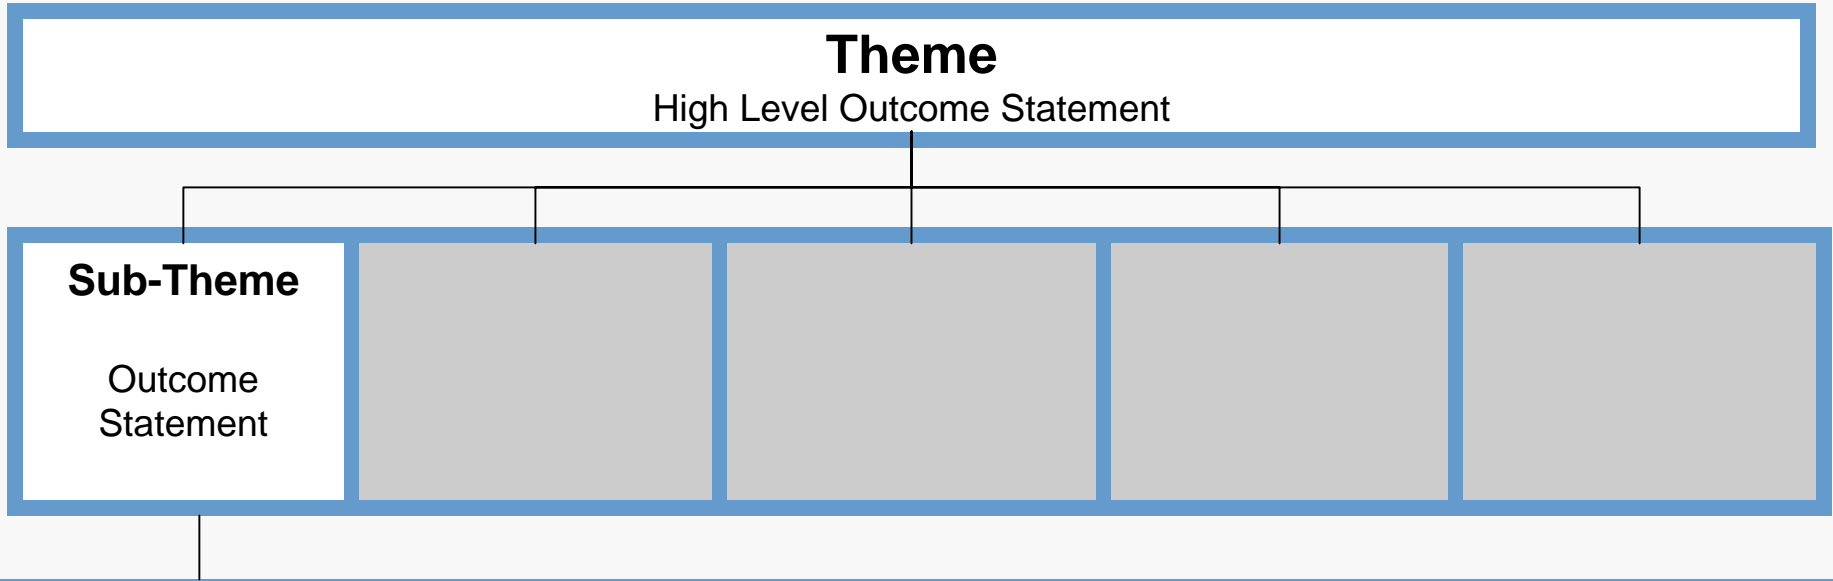 Theme
High Level Outcome Statement
Sub-Theme
Outcome
Statement